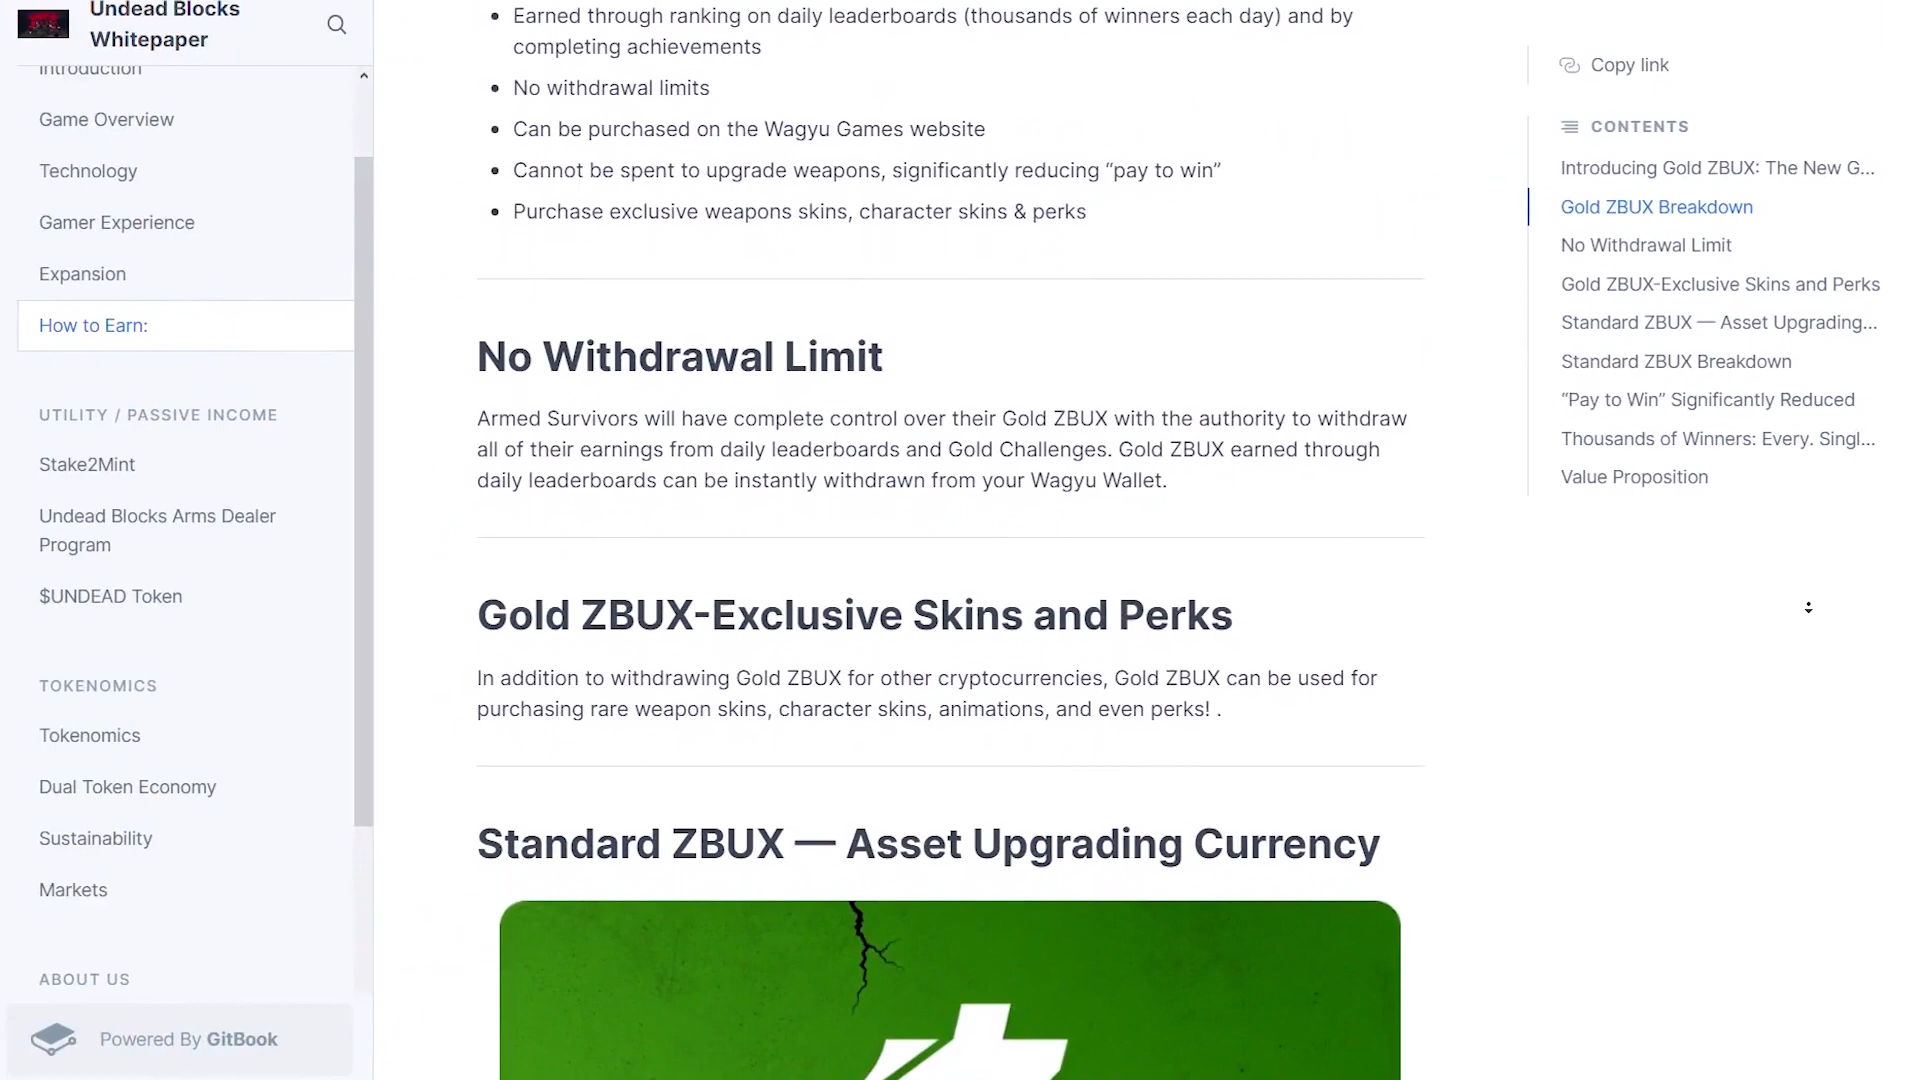 Undead Blocks
Whitepaper
Introduction
Game Overview
Technology
Gamer Experience
Expansion
How to Earn:
UTILITY / PASSIVE INCOME
Stake2Mint
Undead Blocks Arms Dealer
Program
$UNDEAD Token
TOKENOMICS
Tokenomics
Dual Token Economy
Sustainability
Markets
ABOUT US
Powered By GitBook
• Earned through ranking on daily leaderboards (thousands of winners each day) and by
completing achievements
• No withdrawal limits
• Can be purchased on the Wagyu Games website
• Cannot be spent to upgrade weapons, significantly reducing “pay to win”
• Purchase exclusive weapons skins, character skins & perks
No Withdrawal Limit
Armed Survivors will have complete control over their Gold ZBUX with the authority to withdraw
all of their earnings from daily leaderboards and Gold Challenges. Gold ZBUX earned through
daily leaderboards can be instantly withdrawn from your Wagyu Wallet.
Gold ZBUX-Exclusive Skins and Perks
In addition to withdrawing Gold ZBUX for other cryptocurrencies, Gold ZBUX can be used for
purchasing rare weapon skins, character skins, animations, and even perks! .
Standard ZBUX — Asset Upgrading Currency
Copy link
CONTENTS
Introducing Gold ZBUX: The New G...
Gold ZBUX Breakdown
No Withdrawal Limit
Gold ZBUX-Exclusive Skins and Perks
Standard ZBUX — Asset Upgrading...
Standard ZBUX Breakdown
“Pay to Win” Significantly Reduced
Thousands of Winners: Every. Singl...
Value Proposition